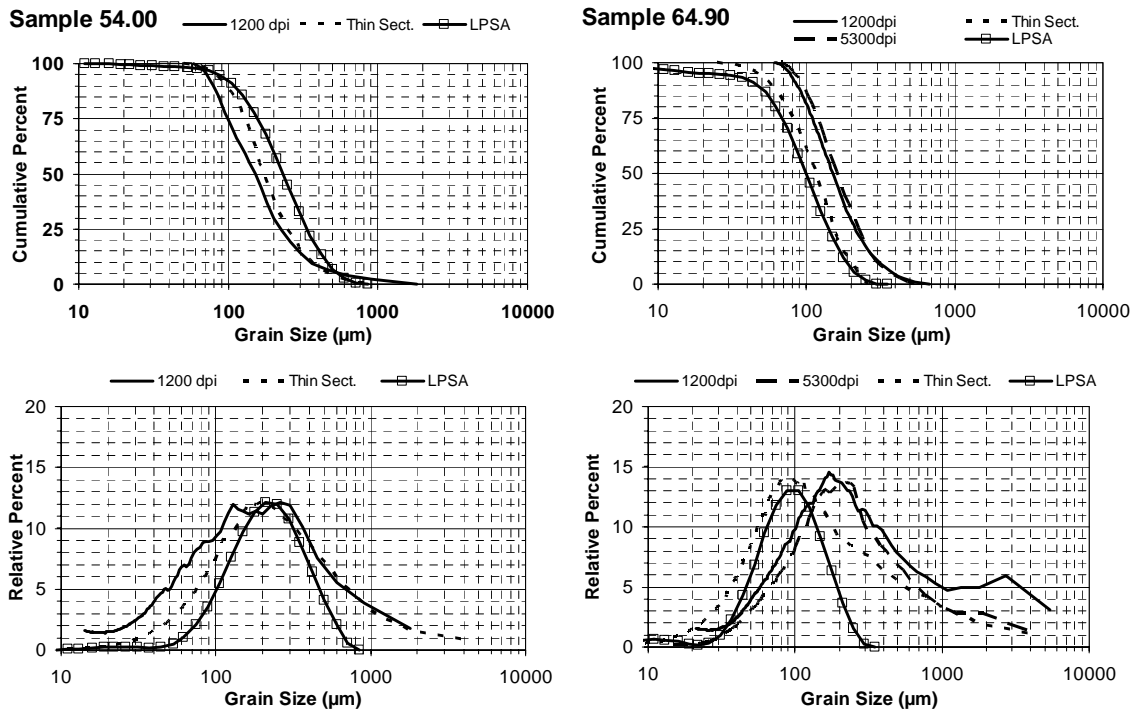 Sample 54.00
1200 dpi Thin Sect. LPSA
Cumulative Percent
100
75
50
25
0
10 100 1000 10000
Grain Size (µm)
Sample 64.90
1200dpi Thin Sect.
5300dpi LPSA
Cumulative Percent
100
75
50
25
0
10 100 1000 10000
Grain Size (µm)
1200 dpi Thin Sect. LPSA
Relative Percent
20
15
10
5
0
10 100 1000 10000
Grain Size (µm)
1200dpi 5300dpi Thin Sect. LPSA
Relative Percent
20
15
10
5
0
10 100 1000 10000
Grain Size (µm)